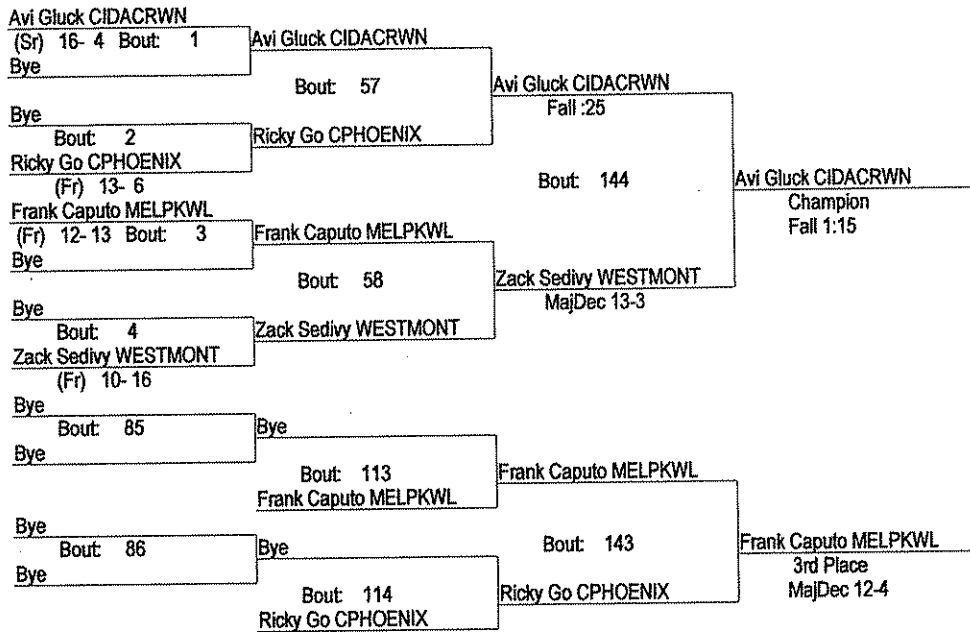 Avi Gluck CIDACRWN
(Sr) 16- 4 Bout: 1
Bye
Avi Gluck CIDACRWN
Bout: 57
Bye
Bout: 2
Ricky Go CPHOENIX
(Fr) 13- 6
Ricky Go CPHOENIX
Avi Gluck CIDACRWN
Fall :25
Bout: 144
Frank Caputo MELPKWL
(Fr) 12- 13 Bout: 3
Bye
Frank Caputo MELPKWL
Bout: 58
Bye
Bout: 4
Zack Sedivy WESTMONT
(Fr) 10- 16
Zack Sedivy WESTMONT
Zack Sedivy WESTMONT
MajDec 13-3
Avi Gluck CIDACRWN
Champion
Fall 1:15
Bye
Bout: 85
Bye
Bye
Bout: 113
Frank Caputo MELPKWL
Frank Caputo MELPKWL
Bout: 143
Bye
Bout: 86
Bye
Bye
Bout: 114
Ricky Go CPHOENIX
Ricky Go CPHOENIX
Frank Caputo MELPKWL
3rd Place
MajDec 12-4